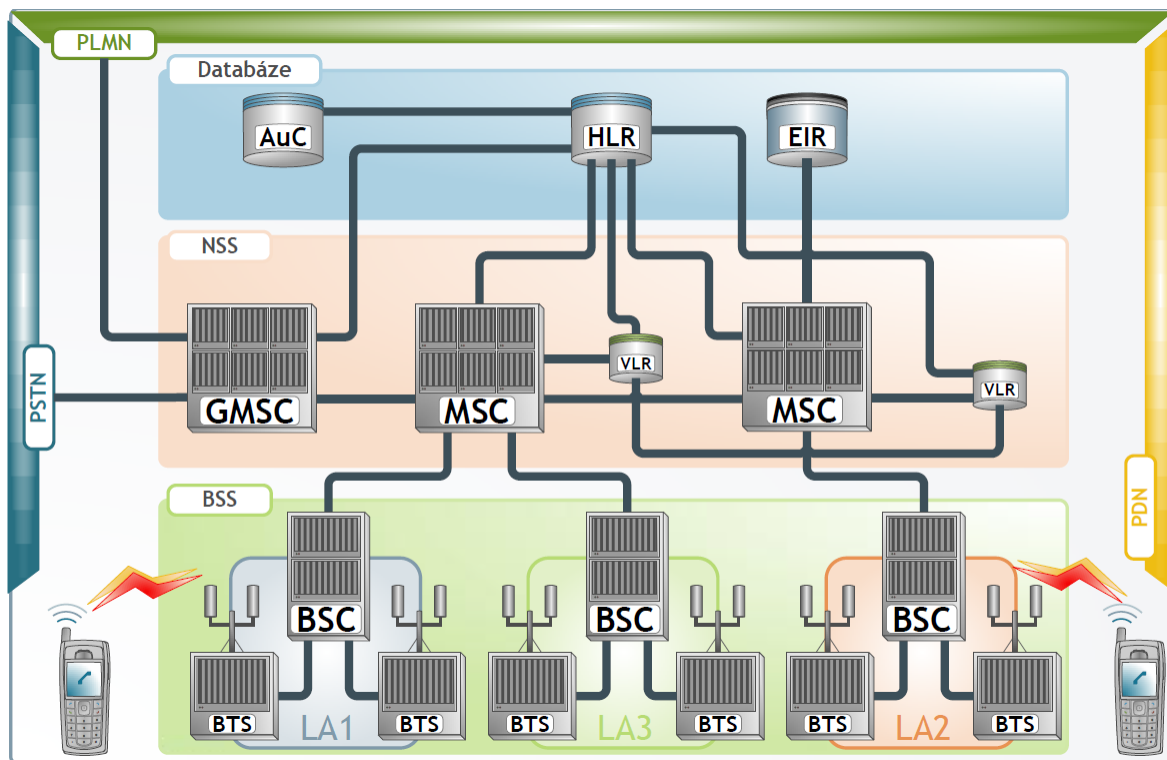 PLMN
Databáze
AuC
HLR
EIR
NSS
VLR
VLR
PSTN
GMSC
MSC
MSC
BSS
PDN
BSC
BSC
BSC
BTS
LA1
BTS
BTS
LA3
BTS
BTS
LA2
BTS